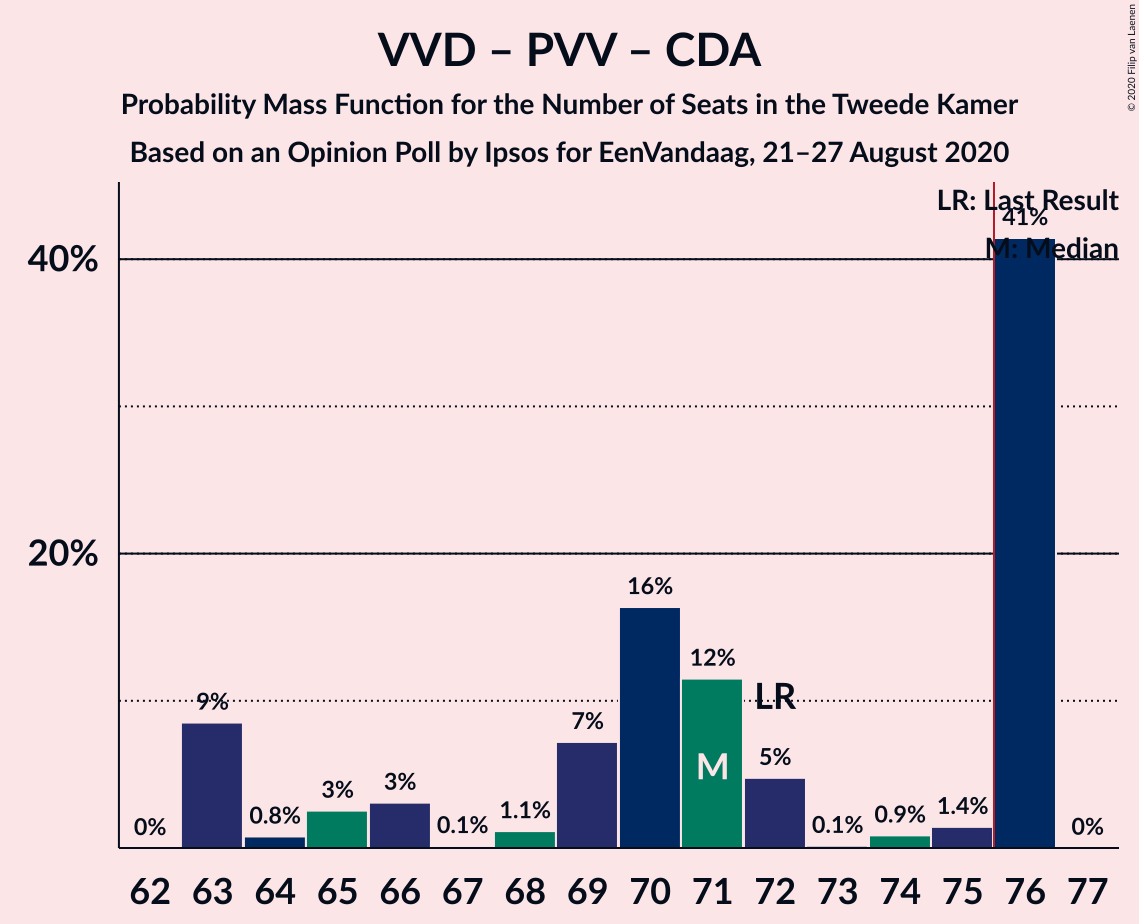 VVD – PVV – CDA
Probability Mass Function for the Number of Seats in the Tweede Kamer
Based on an Opinion Poll by Ipsos for EenVandaag, 21–27 August 2020
© 2020 Filip van Laenen
LR: Last Result
M: Median
40%
20%
0%
9%
0.8%
3%
3%
0.1%
1.1%
7%
16%
12%
5%
0.1%
0.9%
1.4%
41%
0%
LR
M
62 63 64 65 66 67 68 69 70 71 72 73 74 75 76 77